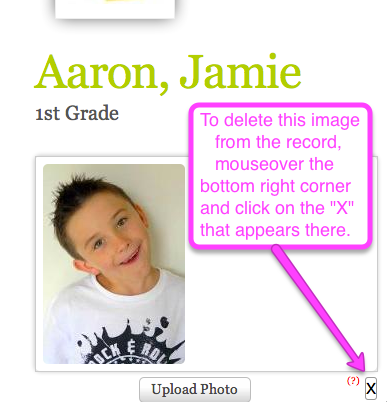 Aaron, Jamie
1st Grade
To delete this image
from the record,
mouseover the
bottom right corner
and click on the "X"
that appears there.
ROCK & ROLL
Upload Photo
(?)
X